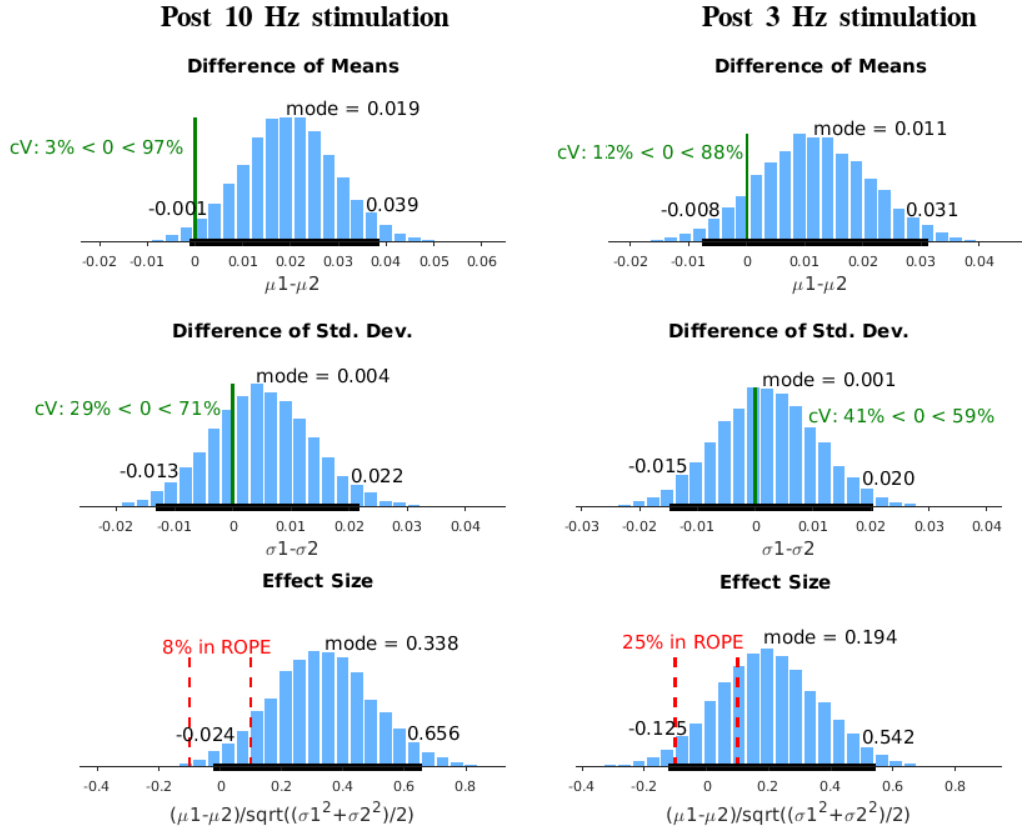 Post 10 Hz stimulation
Post 3 Hz stimulation
Difference of Means
mode = 0.019
cV: 3% < 0 < 97%
-0.001
0.039
-0.02 -0.01 0 0.01 0.02 0.03 0.04 0.05 0.06
μ1-μ2
Difference of Means
mode = 0.011
cV: 12% < 0 < 88%
-0.008
0.031
-0.02 -0.01 0 0.01 0.02 0.03 0.04
μ1-μ2
Difference of Std. Dev.
mode = 0.004
cV: 29% < 0 < 71%
-0.013
0.022
-0.02 -0.01 0 0.01 0.02 0.03 0.04
σ1-σ2
Difference of Std. Dev.
mode = 0.001
cV: 41% < 0 < 59%
-0.015
0.020
-0.03 -0.02 -0.01 0 0.01 0.02 0.03 0.04
σ1-σ2
Effect Size
8% in ROPE
mode = 0.338
-0.024
0.656
-0.4 -0.2 0 0.2 0.4 0.6 0.8
(μ1-μ2)/sqrt((σ1²+σ2²)/2)
Effect Size
25% in ROPE
mode = 0.194
-0.125
0.542
-0.4 -0.2 0 0.2 0.4 0.6 0.8
(μ1-μ2)/sqrt((σ1²+σ2²)/2)